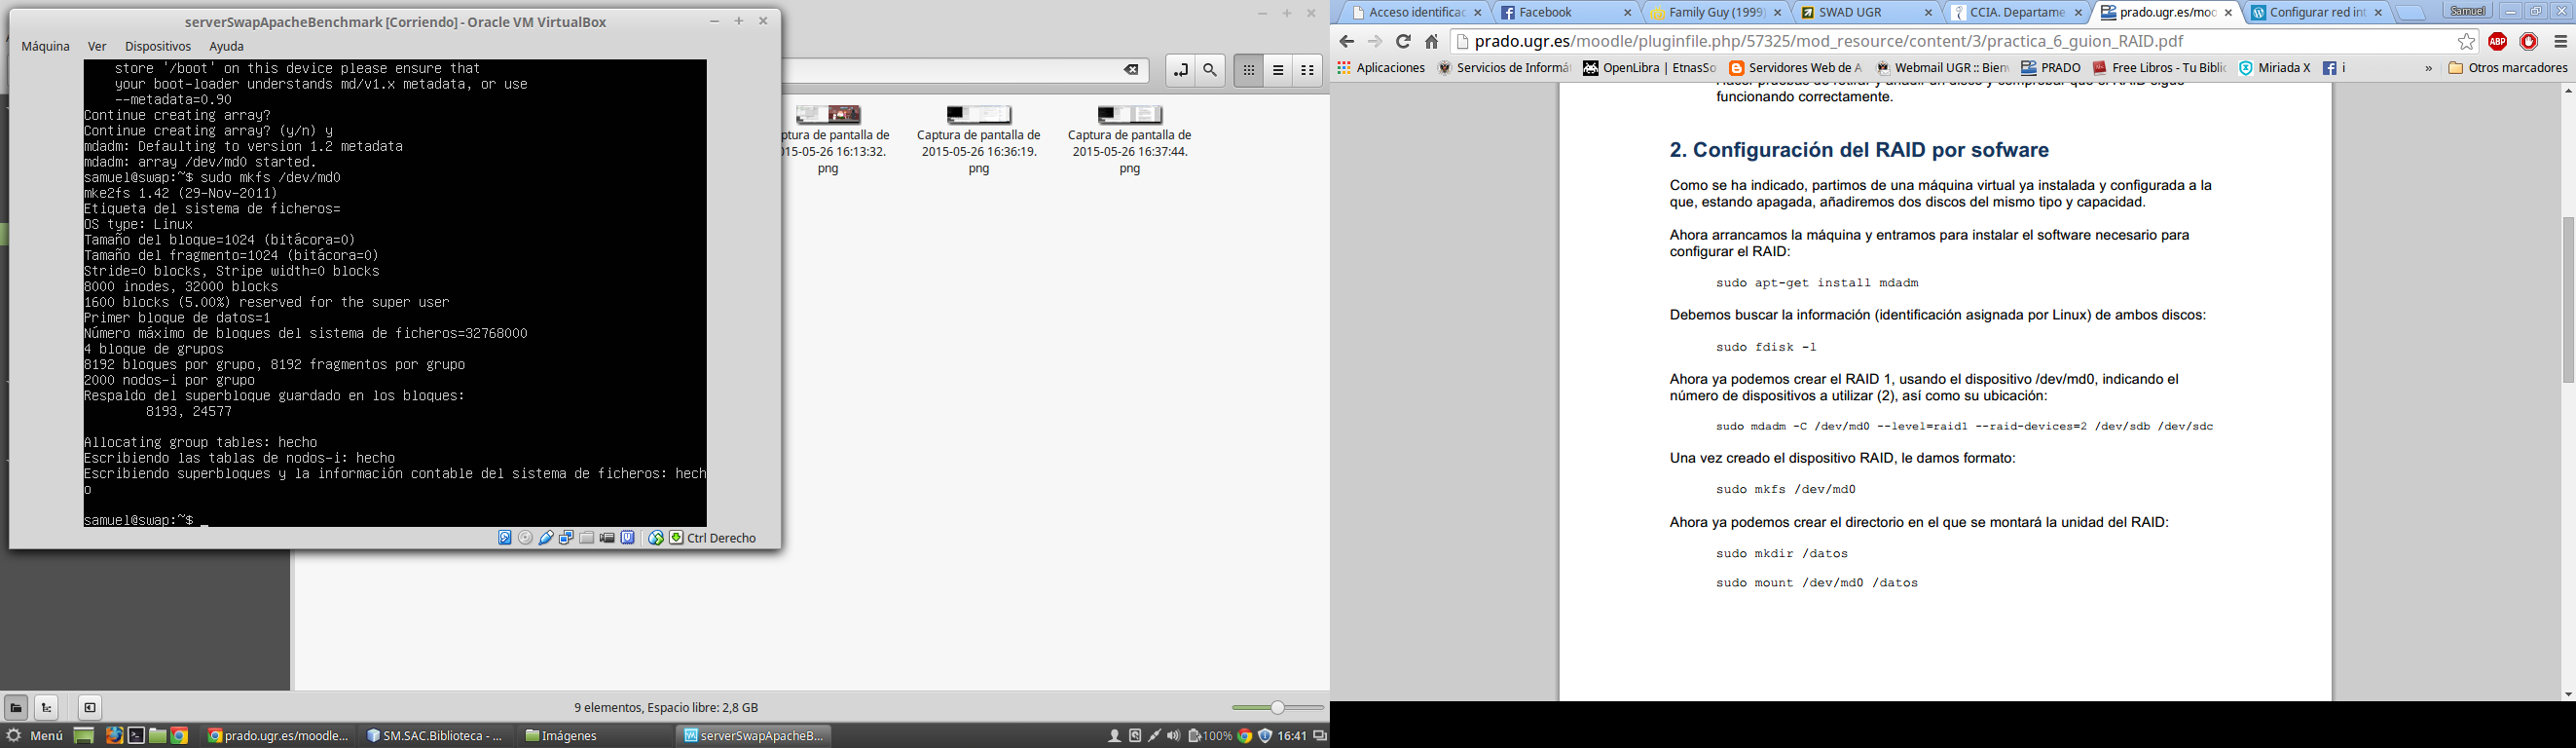 serverSwapApacheBenchmark [Corriendo] - Oracle VM VirtualBox
Máquina Ver Dispositivos Ayuda
store '/boot' on this device please ensure that
your boot-loader understands md/v1.x metadata, or use
--metadata=0.90
Continue creating array?
Continue creating array? (y/n) y
mdadm: Defaulting to version 1.2 metadata
mdadm: array /dev/md0 started.
samuel@swap:~$ sudo mkfs /dev/md0
mke2fs 1.42 (29-Nov-2011)
Etiqueta del sistema de ficheros=
OS type: Linux
Tamaño del bloque=1024 (bitácora=0)
Tamaño del fragmento=1024 (bitácora=0)
Stride=0 blocks, Stripe width=0 blocks
8000 inodes, 32000 blocks
1600 blocks (5.00%) reserved for the super user
Primer bloque de datos=1
Número máximo de bloques del sistema de ficheros=32768000
4 bloque de grupos
8192 bloques por grupo, 8192 fragmentos por grupo
2000 nodos-i por grupo
Respaldo del superbloque guardado en los bloques:
8193, 24577
Allocating group tables: hecho
Escribiendo las tablas de nodos-i: hecho
Escribiendo superbloques y la información contable del sistema de ficheros: hech
o
samuel@swap:~$ _
Ctrl Derecho
ptura de pantalla de
15-05-26 16:13:32.
png
Captura de pantalla de
2015-05-26 16:36:19.
png
Captura de pantalla de
2015-05-26 16:37:44.
png
9 elementos, Espacio libre: 2,8 GB
Menú prado.ugr.es/moodle... SM.SAC.Biblioteca - ... Imágenes serverSwapApacheB... 100% 16:41
Acceso identificac Facebook Family Guy (1999) SWAD UGR CCIA. Departame prado.ugr.es/moo Configurar red int Samuel
prado.ugr.es/moodle/pluginfile.php/57325/mod_resource/content/3/practica_6_guion_RAID.pdf ABP
Aplicaciones Servicios de Informá OpenLibra | EtnasSo Servidores Web de A Webmail UGR :: Bien PRADO Free Libros - Tu Biblic Miriada X i » Otros marcadores
funcionando correctamente.
2. Configuración del RAID por sofware
Como se ha indicado, partimos de una máquina virtual ya instalada y configurada a la
que, estando apagada, añadiremos dos discos del mismo tipo y capacidad.
Ahora arrancamos la máquina y entramos para instalar el software necesario para
configurar el RAID:
sudo apt-get install mdadm
Debemos buscar la información (identificación asignada por Linux) de ambos discos:
sudo fdisk -l
Ahora ya podemos crear el RAID 1, usando el dispositivo /dev/md0, indicando el
número de dispositivos a utilizar (2), así como su ubicación:
sudo mdadm -C /dev/md0 --level=raid1 --raid-devices=2 /dev/sdb /dev/sdc
Una vez creado el dispositivo RAID, le damos formato:
sudo mkfs /dev/md0
Ahora ya podemos crear el directorio en el que se montará la unidad del RAID:
sudo mkdir /datos
sudo mount /dev/md0 /datos